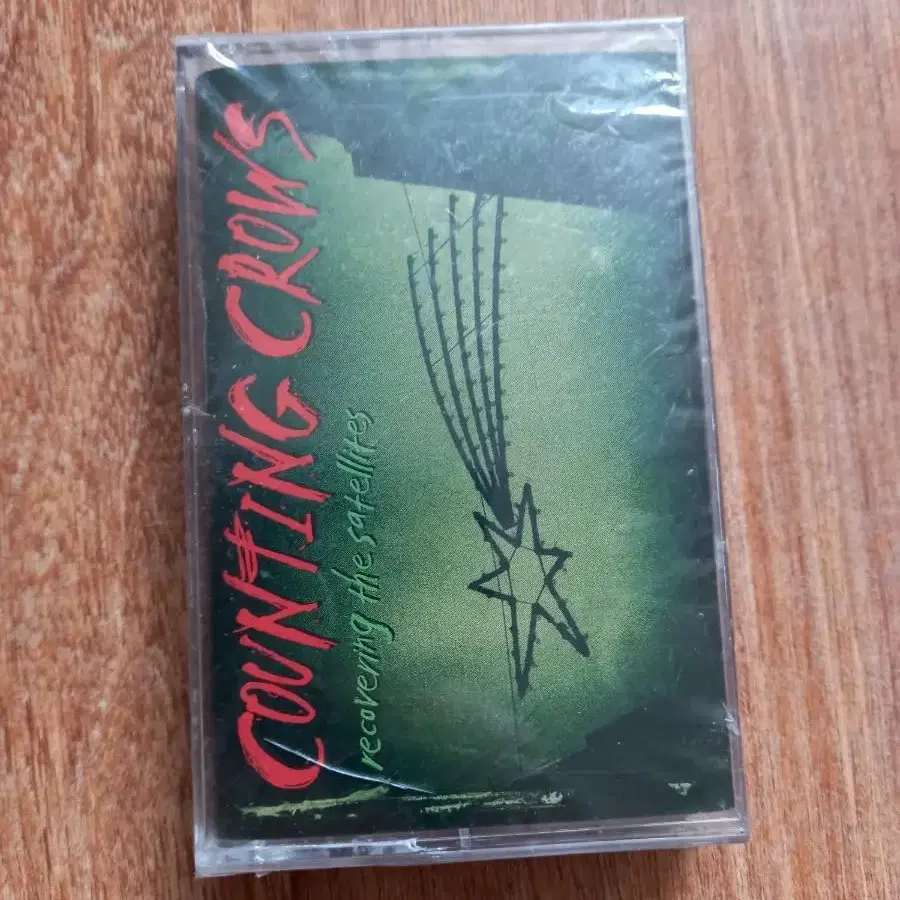 COUNTING CROWS
recovering the satellites